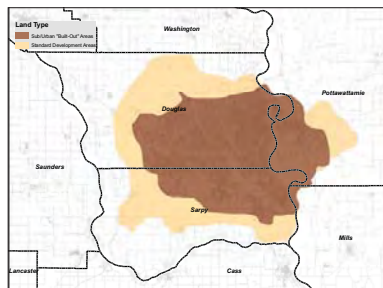 Land Type
Sub/Urban "Built-Out" Areas
Standard Development Areas
Washington
Pottawattamie
Douglas
Saunders
Sarpy
Mills
Lancaster
Cass